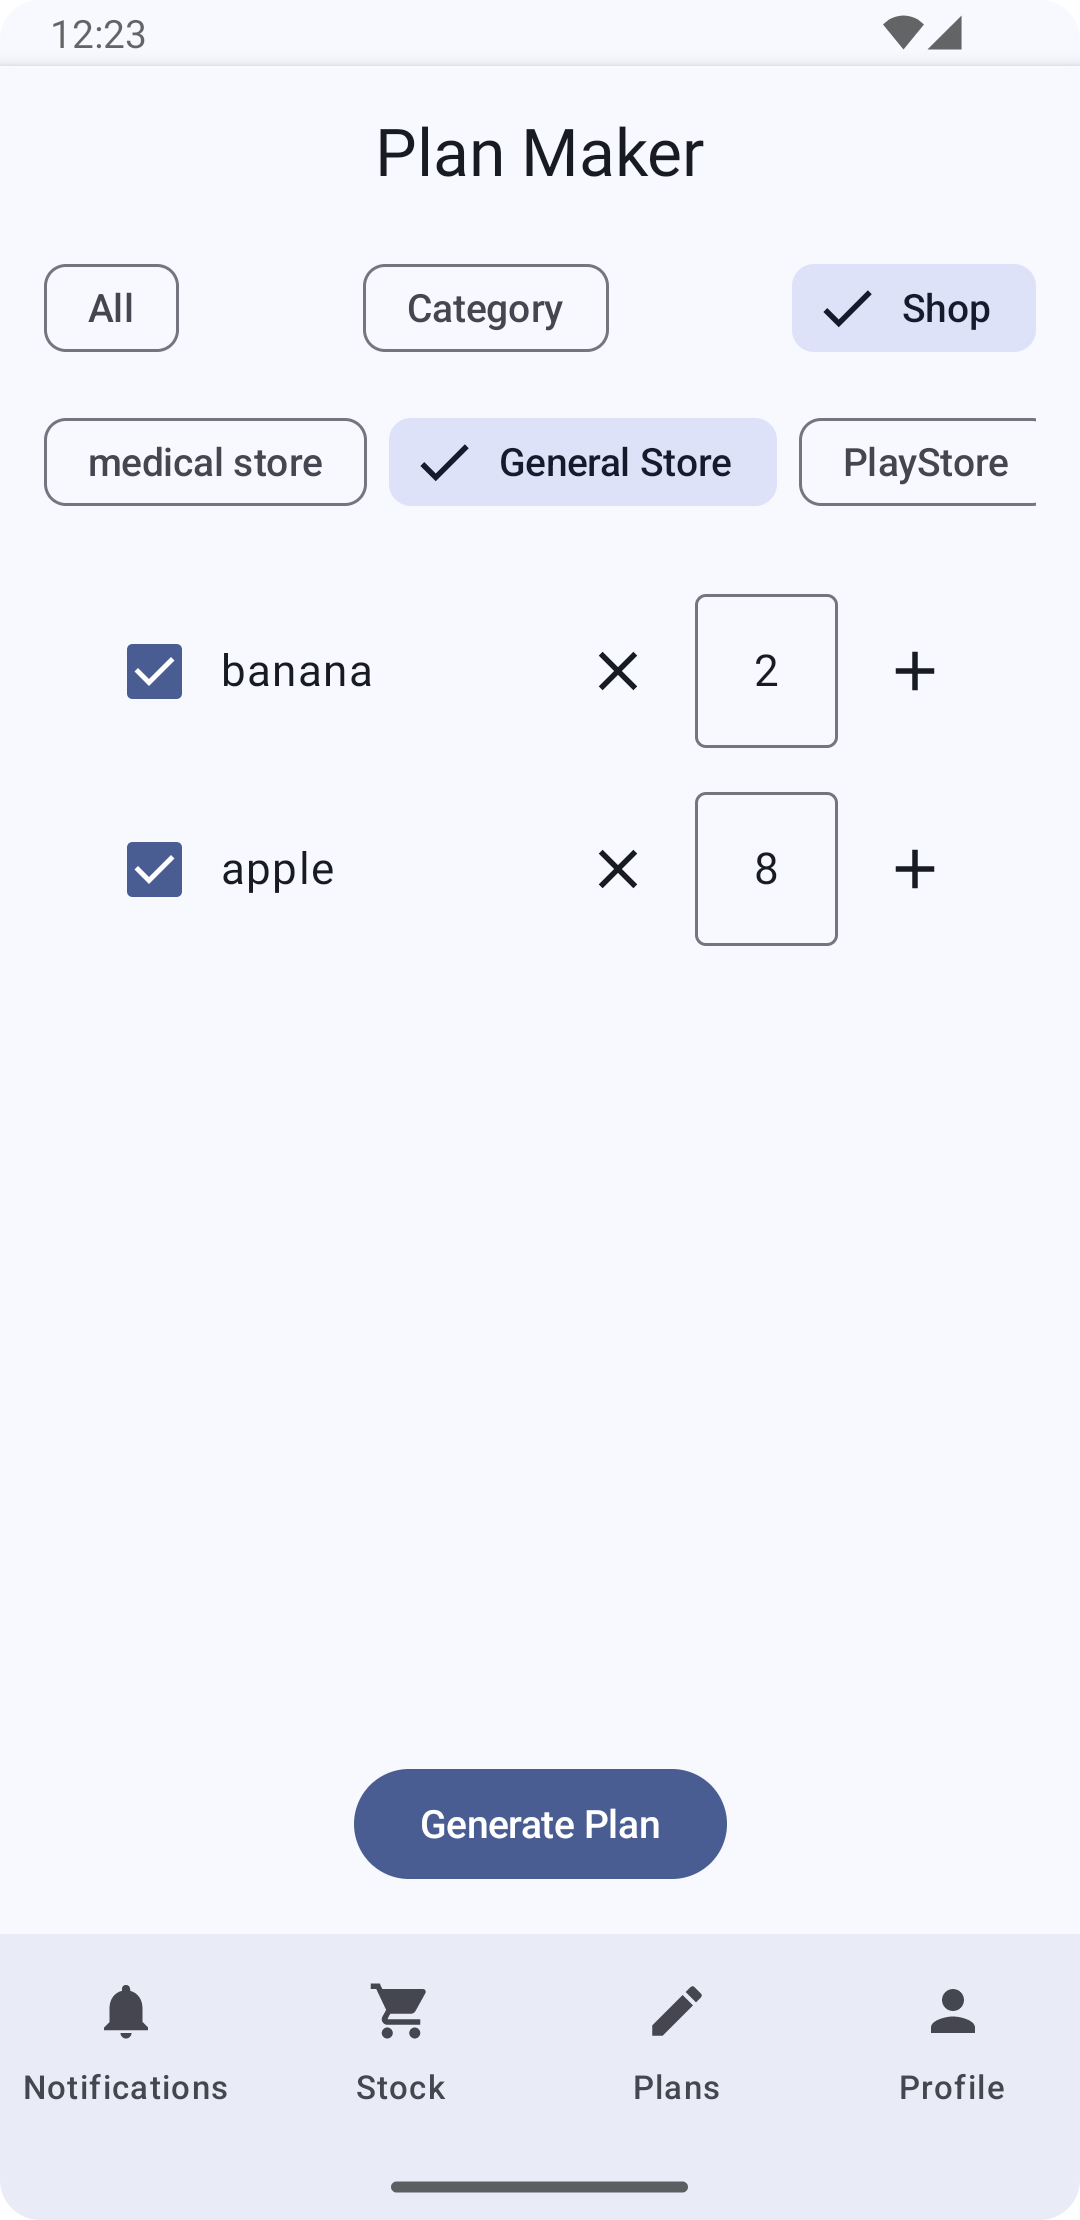 12:23
Plan Maker
All Category Shop
medical store General Store PlayStore
banana 2
apple 8
Generate Plan
Notifications Stock Plans Profile